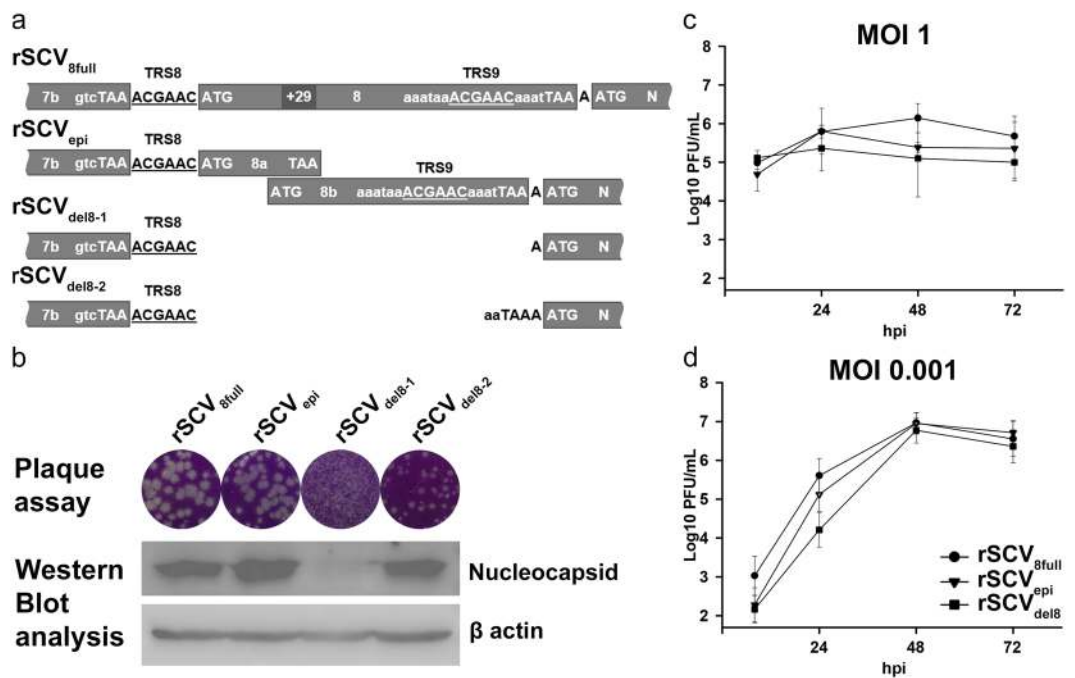 a
rSCV8full
TRS8 TRS9
7b gtcTAA ACGAAC ATG +29 8 aaataaACGAACaaatTAA A ATG N
rSCVepi
TRS8
7b gtcTAA ACGAAC ATG 8a TAA
TRS9
ATG 8b aaataaACGAACaaatTAA A ATG N
rSCVdel8-1
TRS8
7b gtcTAA ACGAAC A ATG N
rSCVdel8-2
TRS8
7b gtcTAA ACGAAC aaTAAA ATG N
b
rSCV8full rSCVepi rSCVdel8-1 rSCVdel8-2
Plaque
assay
Western
Blot
analysis
Nucleocapsid
β actin
c
MOI 1
Log10 PFU/mL
8
7
6
5
4
3
2
24 48 72
hpi
d
MOI 0.001
Log10 PFU/mL
8
7
6
5
4
3
2
rSCV8full
rSCVepi
rSCVdel8
24 48 72
hpi